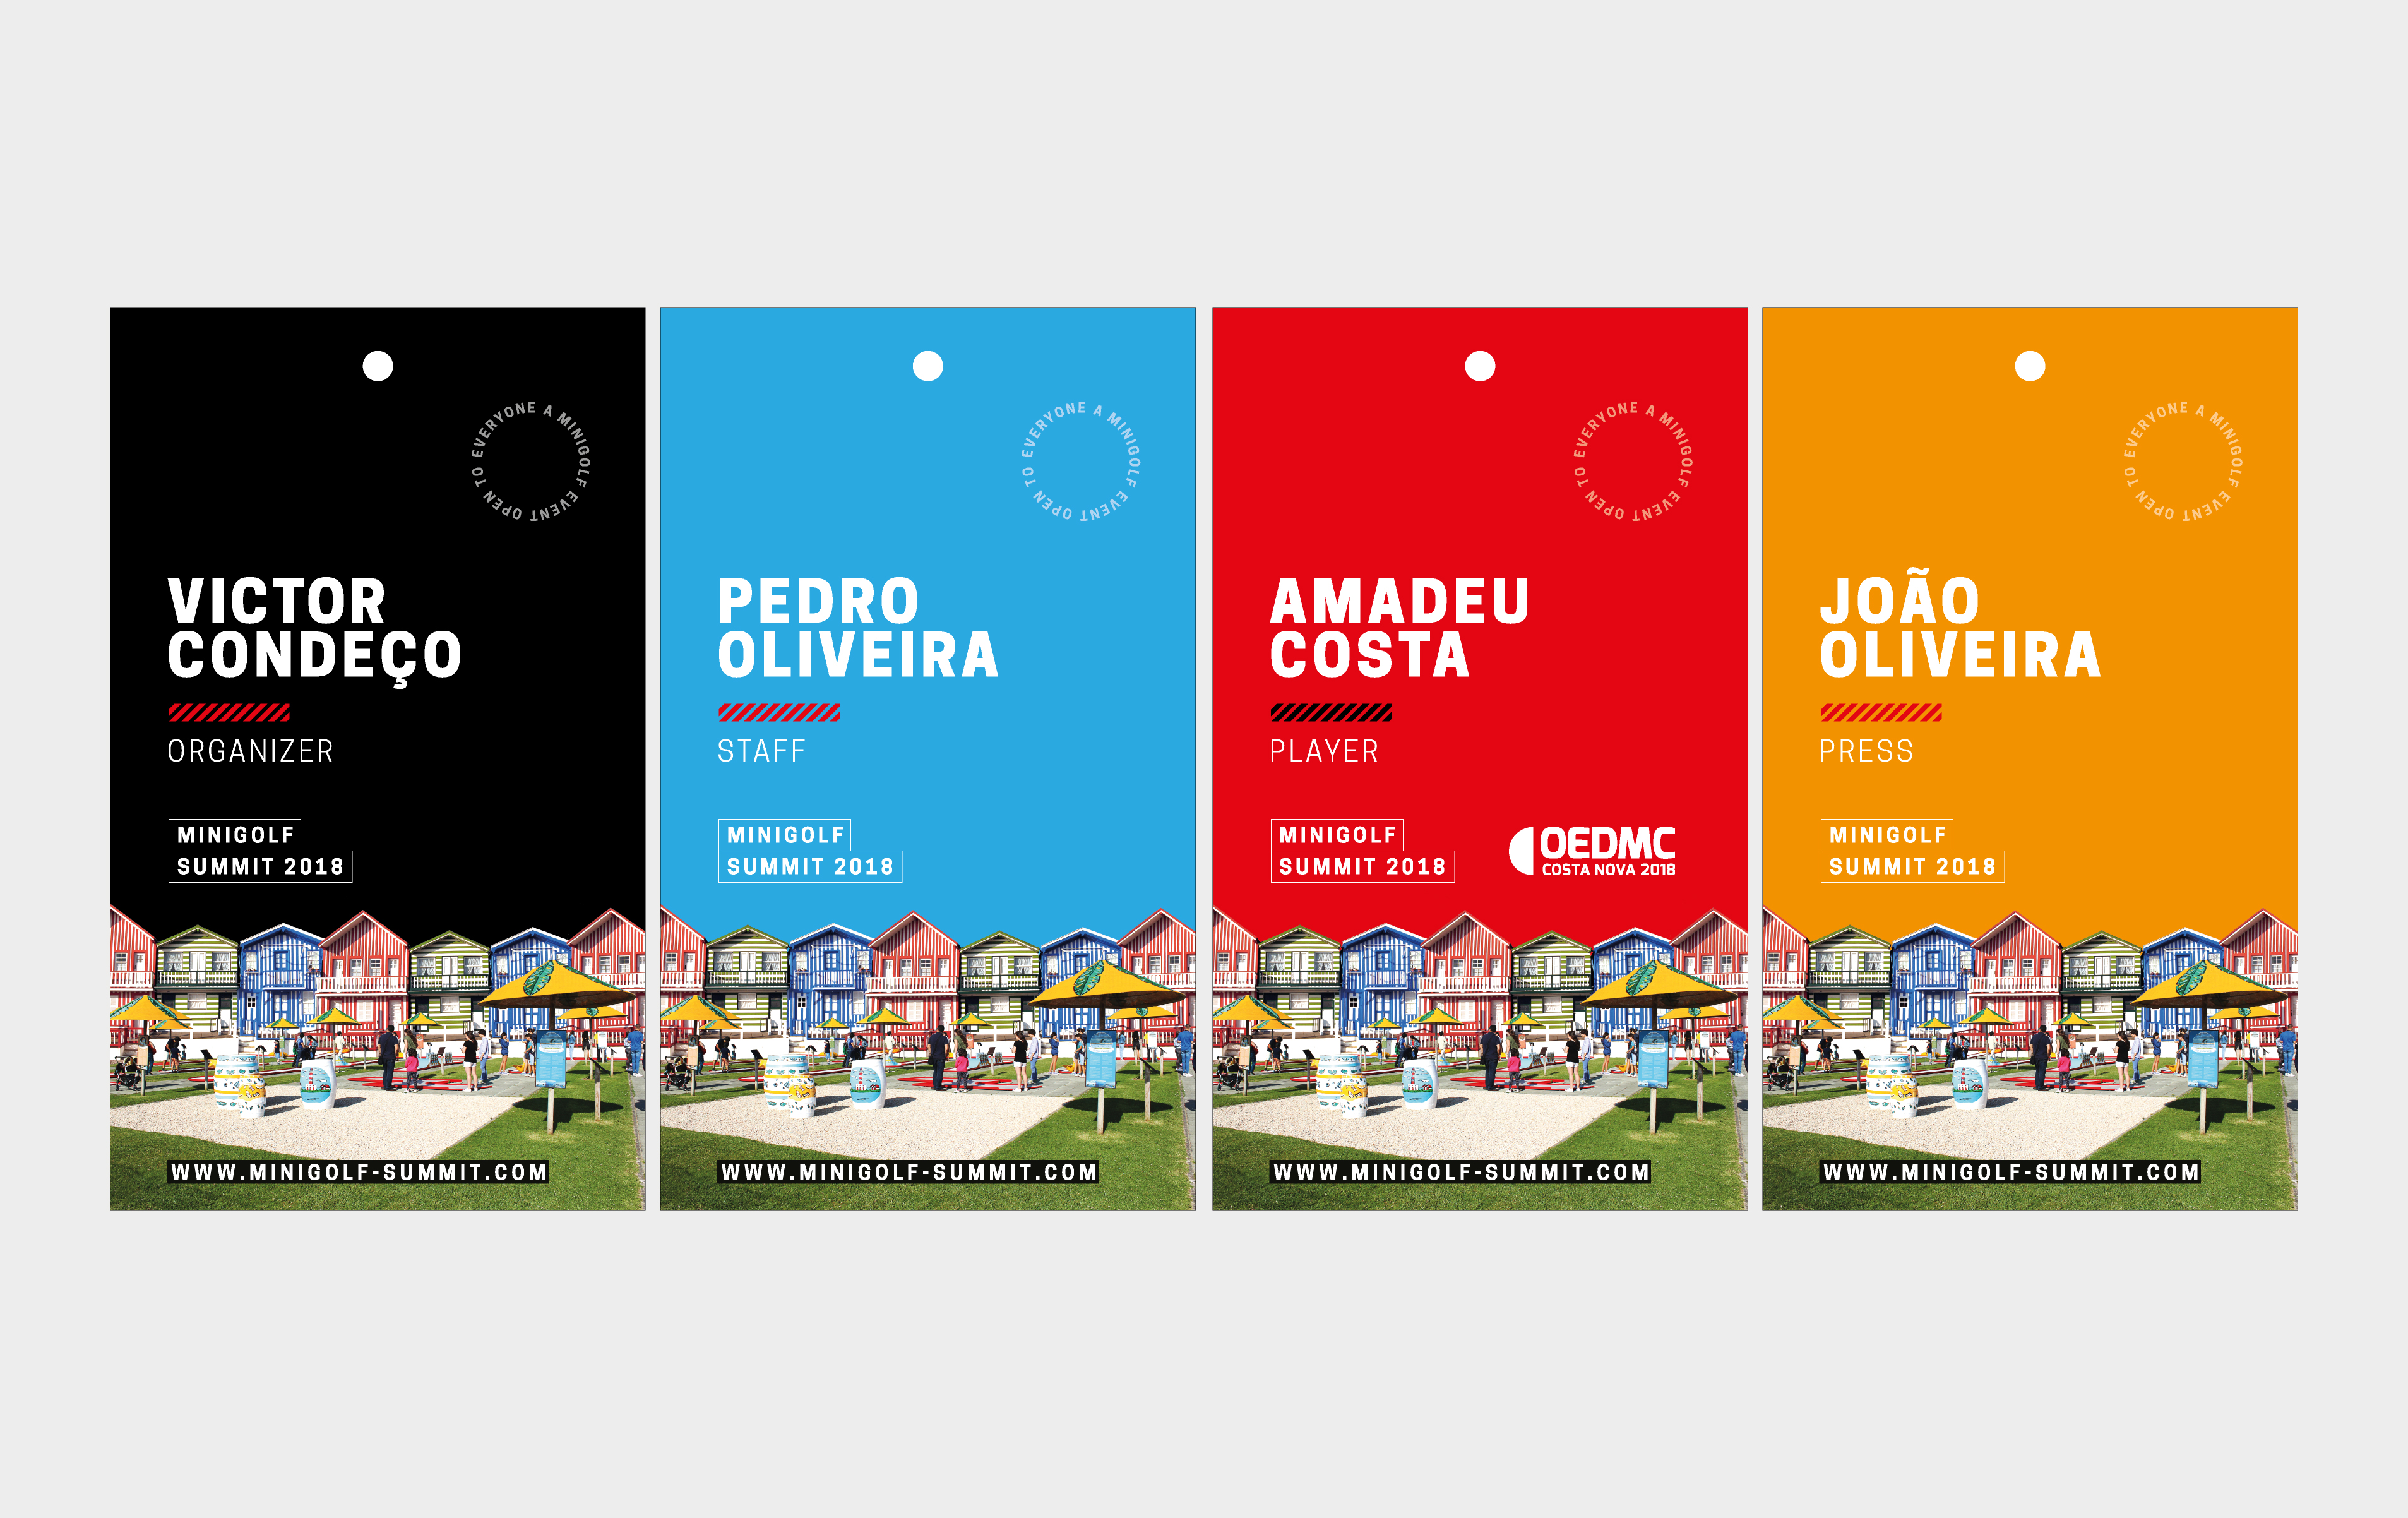 OPEN TO EVERYONE A MINIGOLF EVENT
VICTOR
CONDEÇO
ORGANIZER
MINIGOLF
SUMMIT 2018
WWW.MINIGOLF-SUMMIT.COM
OPEN TO EVERYONE A MINIGOLF EVENT
PEDRO
OLIVEIRA
STAFF
MINIGOLF
SUMMIT 2018
WWW.MINIGOLF-SUMMIT.COM
OPEN TO EVERYONE A MINIGOLF EVENT
AMADEU
COSTA
PLAYER
MINIGOLF
SUMMIT 2018
OEDMC
COSTA NOVA 2018
WWW.MINIGOLF-SUMMIT.COM
OPEN TO EVERYONE A MINIGOLF EVENT
JOÃO
OLIVEIRA
PRESS
MINIGOLF
SUMMIT 2018
WWW.MINIGOLF-SUMMIT.COM